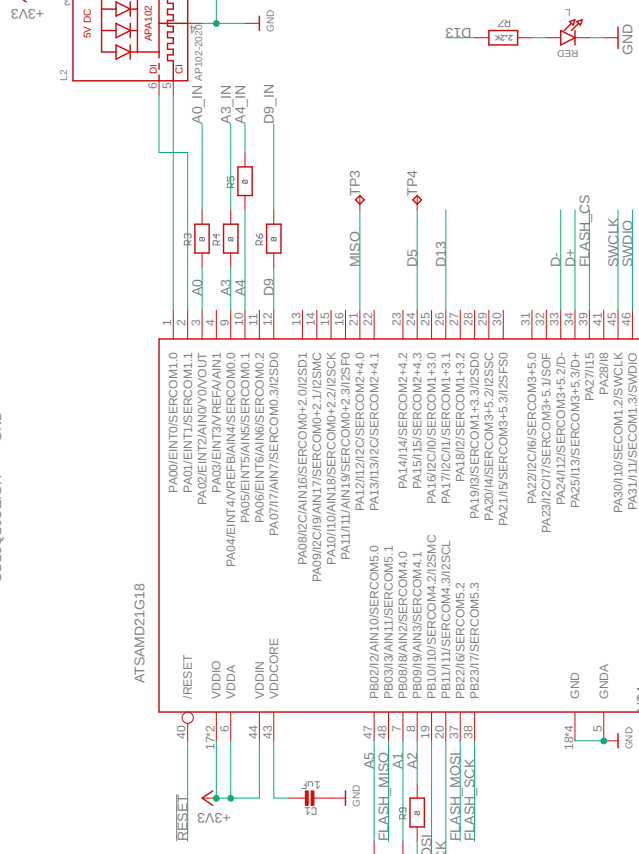 +3V3
5V DC
APA102
DI
CI
APA102-2020
L2
6
5
GND
D13
R7
2.2K
L
RED
GND
A0_IN
A3_IN
A4_IN
D9_IN
R3
0
R4
0
R5
0
R6
0
A0
A3
A4
D9
TP3
MISO
TP4
D5
D13
D-
D+
FLASH_CS
SWCLK
SWDIO
1
2
3
4
9
10
11
12
13
14
15
16
21
22
23
24
25
26
27
28
29
30
31
32
33
34
39
41
45
46
PA00/EINT0/SERCOM1.0
PA01/EINT1/SERCOM1.1
PA02/EINT2/AIN0/Y0/VOUT
PA03/EINT3/VREFA/AIN1
PA04/EINT4/VREFB/AIN4/SERCOM0.0
PA05/EINT5/AIN5/SERCOM0.1
PA06/EINT6/AIN6/SERCOM0.2
PA07/I7/AIN7/SERCOM0.3/I2SD0
PA08/I2C/AIN16/SERCOM0+2.0/I2SD1
PA09/I2C/I9/AIN17/SERCOM0+2.1/I2SMC
PA10/I10/AIN18/SERCOM0+2.2/I2SCK
PA11/I11/AIN19/SERCOM0+2.3/I2SF0
PA12/I12/I2C/SERCOM2+4.0
PA13/I13/I2C/SERCOM2+4.1
PA14/I14/SERCOM2+4.2
PA15/I15/SERCOM2+4.3
PA16/I2C/I0/SERCOM1+3.0
PA17/I2C/I1/SERCOM1+3.1
PA18/I2/SERCOM1+3.2
PA19/I3/SERCOM1+3.3/I2SD0
PA20/I4/SERCOM3+5.2/I2SSC
PA21/I5/SERCOM3+5.3/I2SFS0
PA22/I2C/I6/SERCOM3+5.0
PA23/I2C/I7/SERCOM3+5.1/SOF
PA24/I12/SERCOM3+5.2/D-
PA25/I13/SERCOM3+5.3/D+
PA27/I15
PA28/I8
PA30/I10/SECOM1.2/SWCLK
PA31/I11/SECOM1.3/SWDIO
ATSAMD21G18
/RESET
VDDIO
VDDA
VDDIN
VDDCORE
PB02/I2/AIN10/SERCOM5.0
PB03/I3/AIN11/SERCOM5.1
PB08/I8/AIN2/SERCOM4.0
PB09/I9/AIN3/SERCOM4.1
PB10/I10/SERCOM4.2/I2SMC
PB11/I11/SERCOM4.3/I2SCL
PB22/I6/SERCOM5.2
PB23/I7/SERCOM5.3
GND
GNDA
40
17*2
6
44
43
47
48
7
8
19
20
37
38
18*4
5
RESET
+3V3
C1
1uF
GND
A5
FLASH_MISO
A1
A2
R9
0
FLASH_MOSI
FLASH_SCK
GND